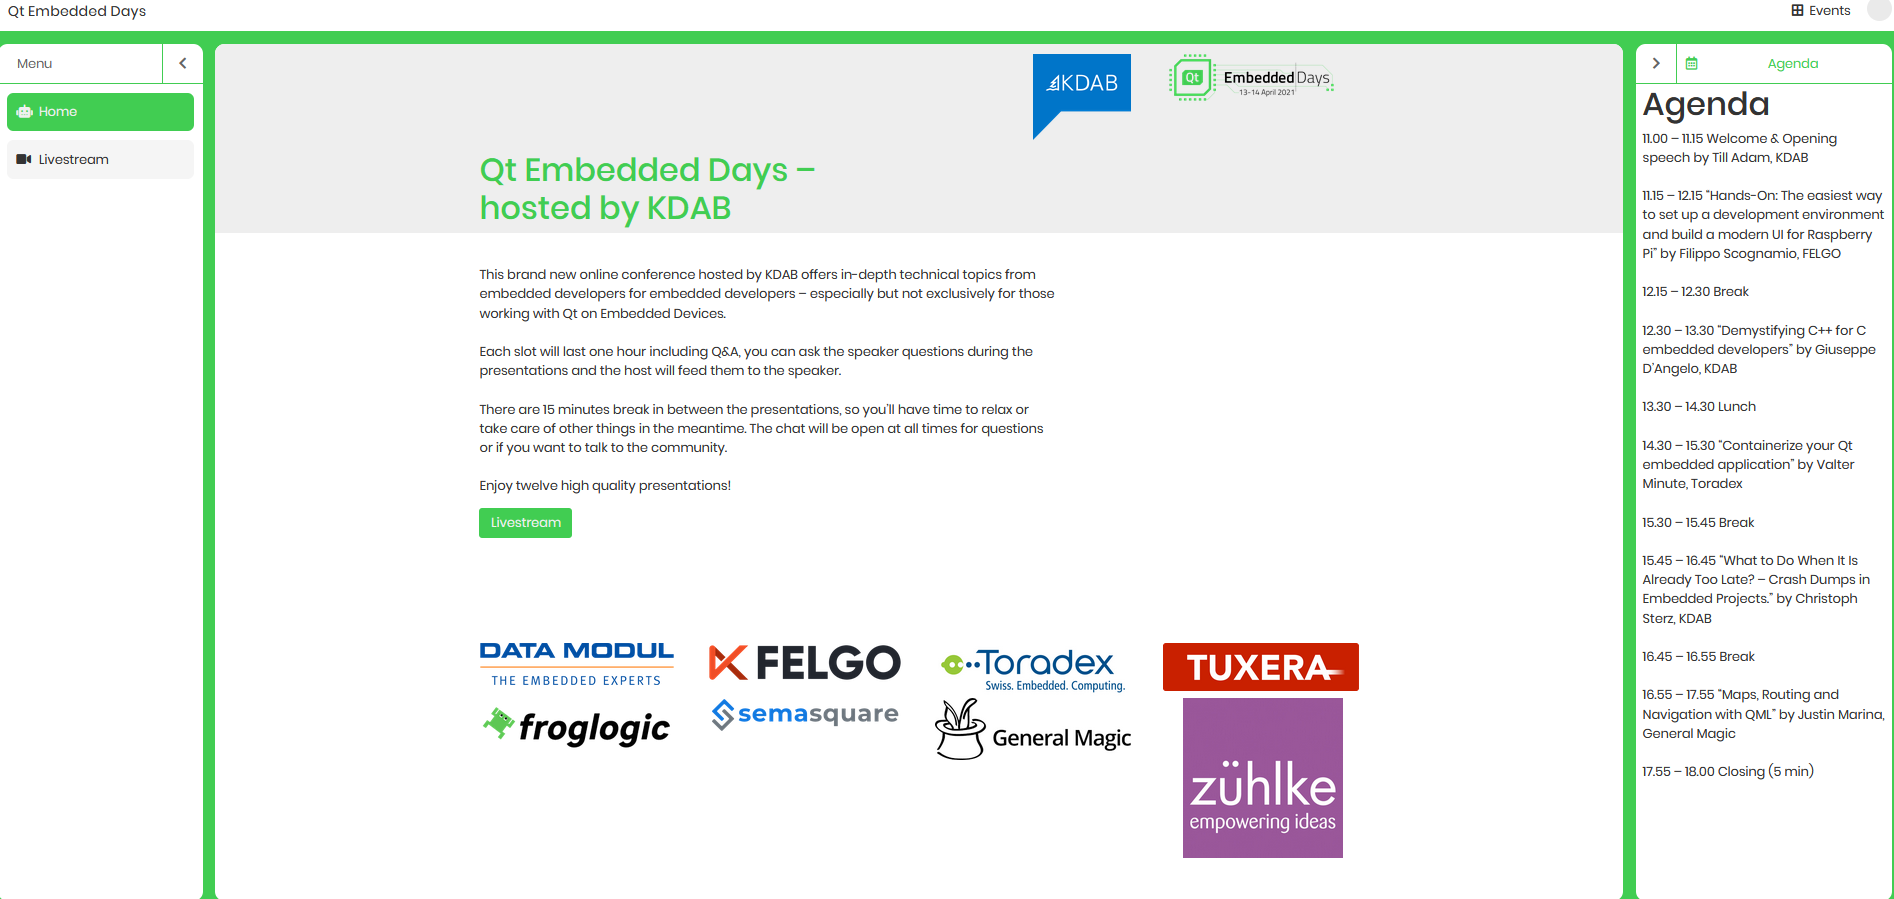 Qt Embedded Days
Events
Menu
Home
Livestream
KDAB
Qt Embedded Days
13-14 April 2021
Qt Embedded Days –
hosted by KDAB
This brand new online conference hosted by KDAB offers in-depth technical topics from
embedded developers for embedded developers – especially but not exclusively for those
working with Qt on Embedded Devices.
Each slot will last one hour including Q&A, you can ask the speaker questions during the
presentations and the host will feed them to the speaker.
There are 15 minutes break in between the presentations, so you'll have time to relax or
take care of other things in the meantime. The chat will be open at all times for questions
or if you want to talk to the community.
Enjoy twelve high quality presentations!
Livestream
DATA MODUL
THE EMBEDDED EXPERTS
FELGO
Toradex
Swiss. Embedded. Computing.
TUXERA
froglogic
semasquare
General Magic
zühlke
empowering ideas
Agenda
Agenda
11.00 – 11.15 Welcome & Opening
speech by Till Adam, KDAB
11.15 – 12.15 "Hands-On: The easiest way
to set up a development environment
and build a modern UI for Raspberry
Pi" by Filippo Scognamio, FELGO
12.15 – 12.30 Break
12.30 – 13.30 "Demystifying C++ for C
embedded developers" by Giuseppe
D'Angelo, KDAB
13.30 – 14.30 Lunch
14.30 – 15.30 "Containerize your Qt
embedded application" by Valter
Minute, Toradex
15.30 – 15.45 Break
15.45 – 16.45 "What to Do When It Is
Already Too Late? – Crash Dumps in
Embedded Projects." by Christoph
Sterz, KDAB
16.45 – 16.55 Break
16.55 – 17.55 "Maps, Routing and
Navigation with QML" by Justin Marina,
General Magic
17.55 – 18.00 Closing (5 min)